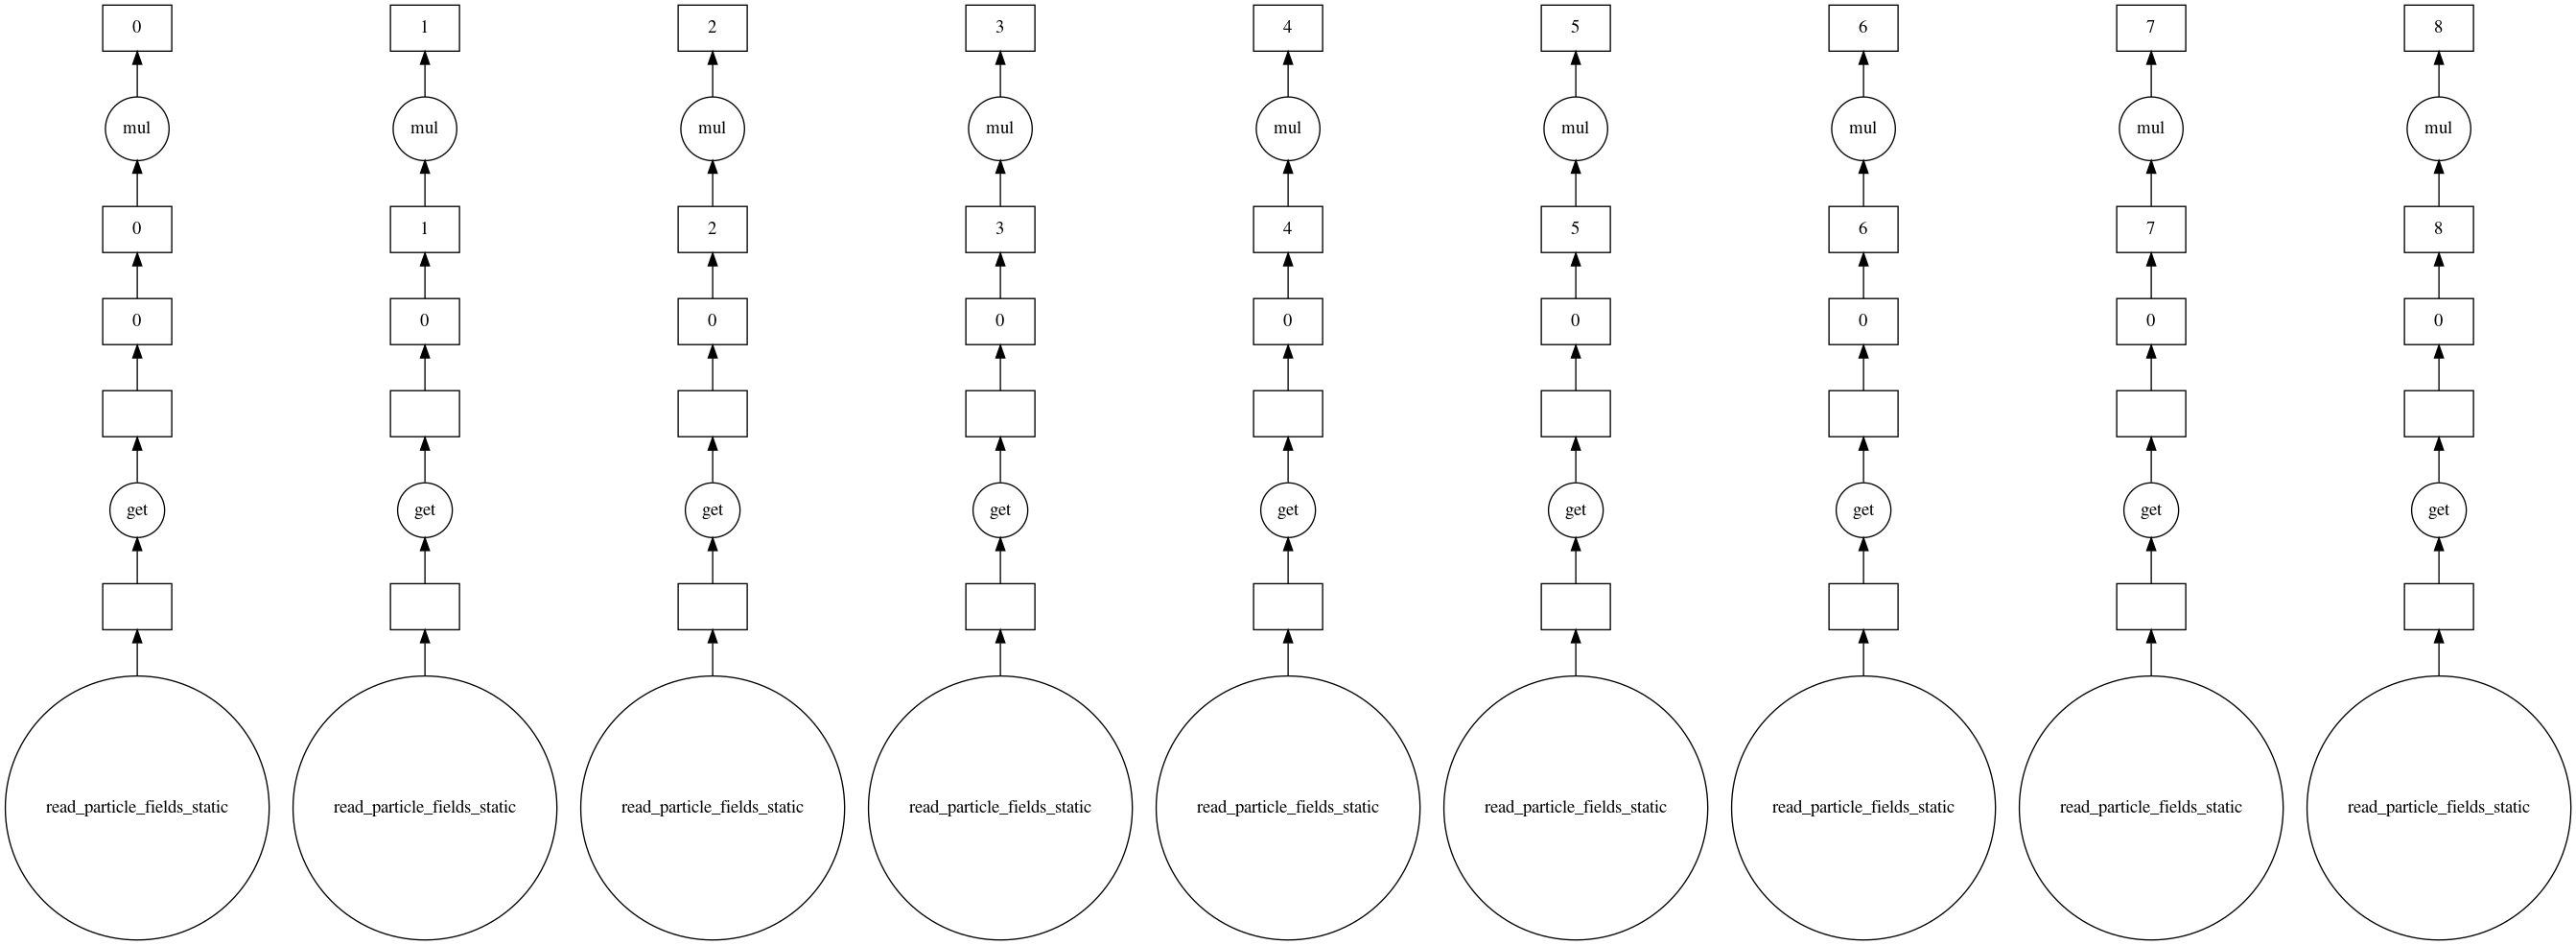 0 1 2 3 4 5 6 7 8
mul mul mul mul mul mul mul mul mul
0 1 2 3 4 5 6 7 8
0 0 0 0 0 0 0 0 0
get get get get get get get get get
read_particle_fields_static read_particle_fields_static read_particle_fields_static read_particle_fields_static read_particle_fields_static read_particle_fields_static read_particle_fields_static read_particle_fields_static read_particle_fields_static